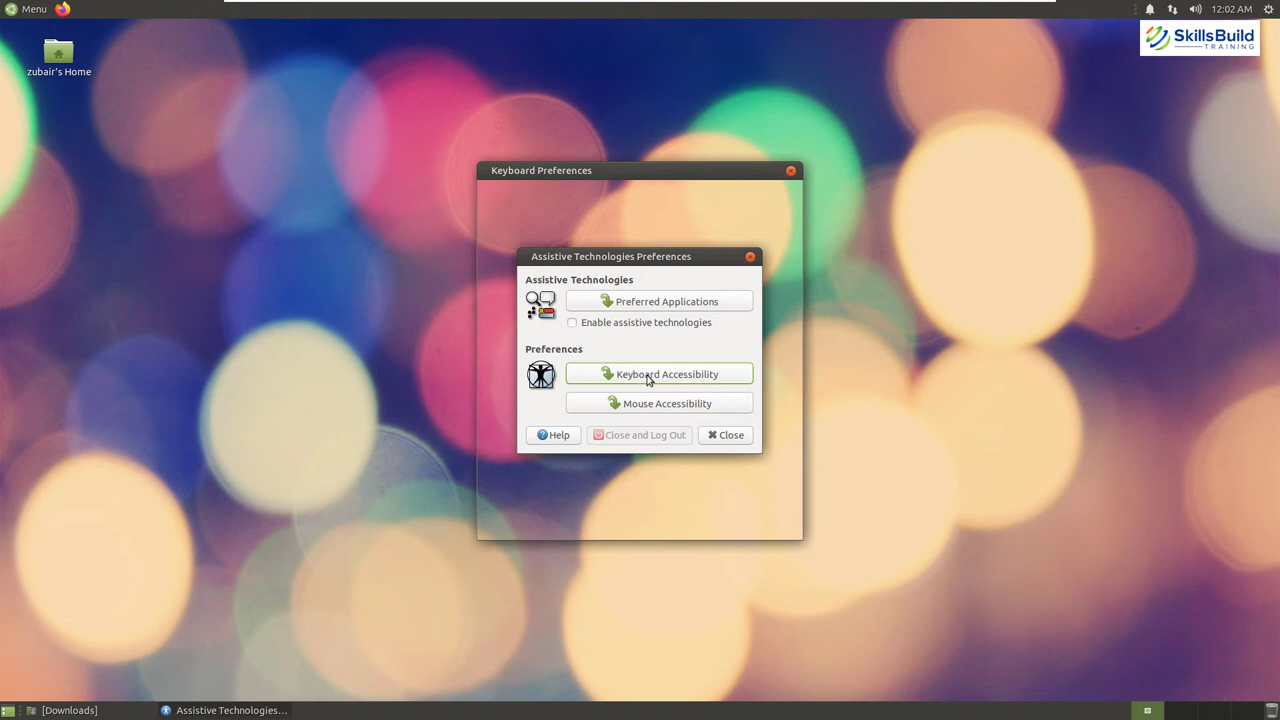 Menu
12:02 AM
SkillsBuild
TRAINING
zubair's Home
Keyboard Preferences
Assistive Technologies Preferences
Assistive Technologies
Preferred Applications
Enable assistive technologies
Preferences
Keyboard Accessibility
Mouse Accessibility
Help
Close and Log Out
Close
[Downloads]
Assistive Technologies…